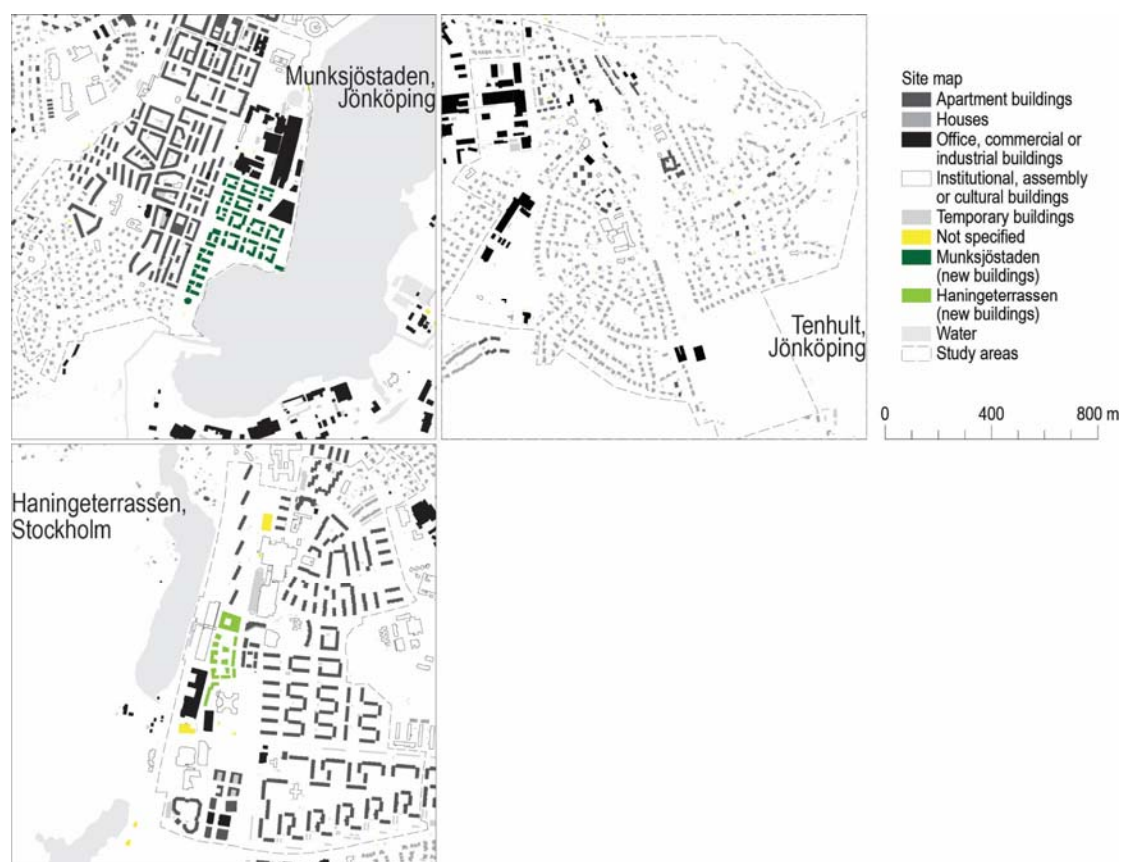 Munksjöstaden,
Jönköping
Tenhult,
Jönköping
Haningeterrassen,
Stockholm
Site map
Apartment buildings
Houses
Office, commercial or
industrial buildings
Institutional, assembly
or cultural buildings
Temporary buildings
Not specified
Munksjöstaden
(new buildings)
Haningeterrassen
(new buildings)
Water
Study areas
0 400 800 m